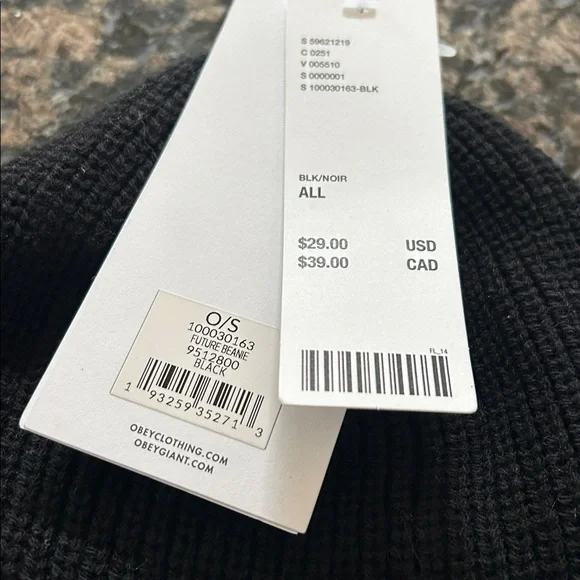 S 59621219
C 0251
V 005510
S 0000001
S 100030163-BLK
BLK/NOIR
ALL
$29.00 USD
$39.00 CAD
FL_14
O/S
100030163
FUTURE BEANIE
9512800
BLACK
1 93259 35271 3
OBEYCLOTHING.COM
OBEYGIANT.COM